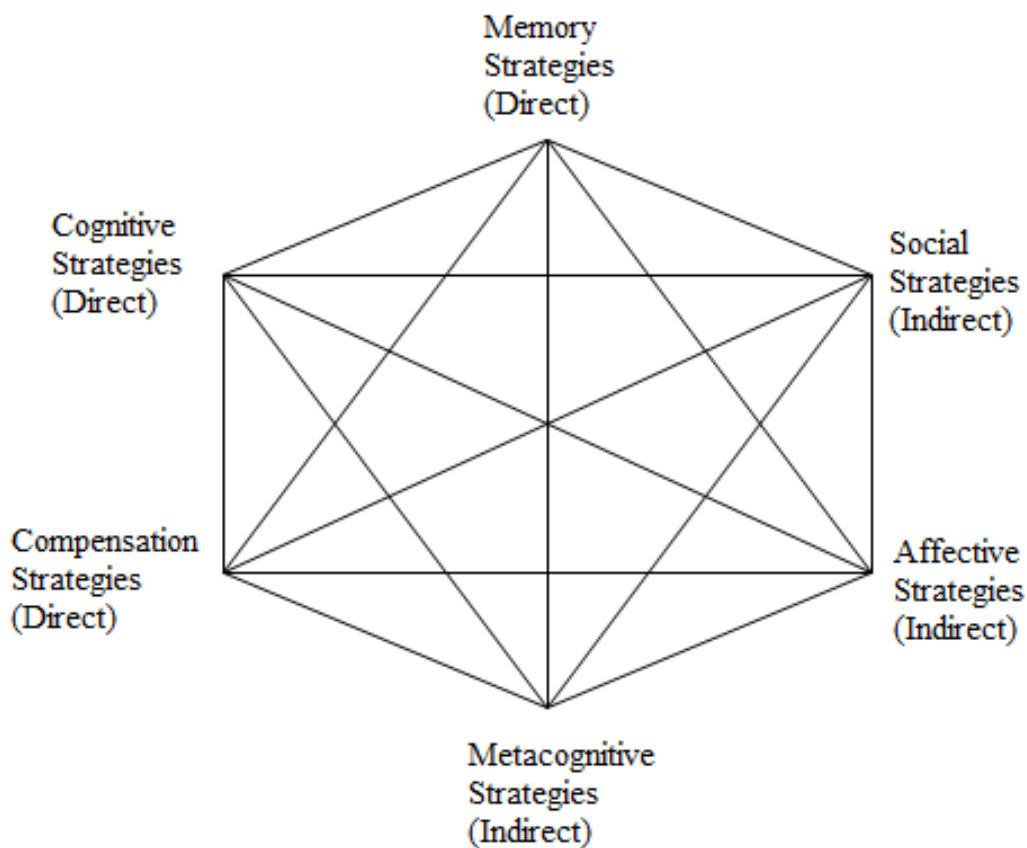 Memory
Strategies
(Direct)
Cognitive
Strategies
(Direct)
Social
Strategies
(Indirect)
Compensation
Strategies
(Direct)
Affective
Strategies
(Indirect)
Metacognitive
Strategies
(Indirect)